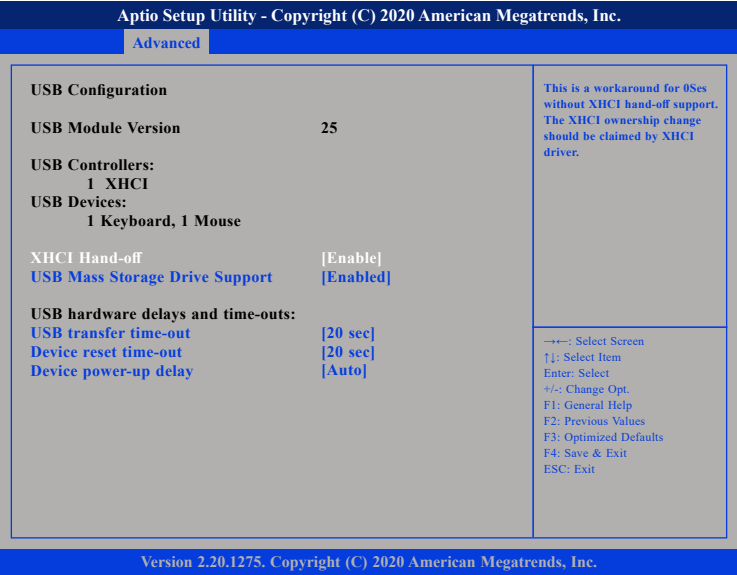 Aptio Setup Utility - Copyright (C) 2020 American Megatrends, Inc.
Advanced
USB Configuration
USB Module Version 25
USB Controllers:
1 XHCI
USB Devices:
1 Keyboard, 1 Mouse
XHCI Hand-off [Enable]
USB Mass Storage Drive Support [Enabled]
USB hardware delays and time-outs:
USB transfer time-out [20 sec]
Device reset time-out [20 sec]
Device power-up delay [Auto]
This is a workaround for 0Ses
without XHCI hand-off support.
The XHCI ownership change
should be claimed by XHCI
driver.
→←: Select Screen
↑↓: Select Item
Enter: Select
+/-: Change Opt.
F1: General Help
F2: Previous Values
F3: Optimized Defaults
F4: Save & Exit
ESC: Exit
Version 2.20.1275. Copyright (C) 2020 American Megatrends, Inc.